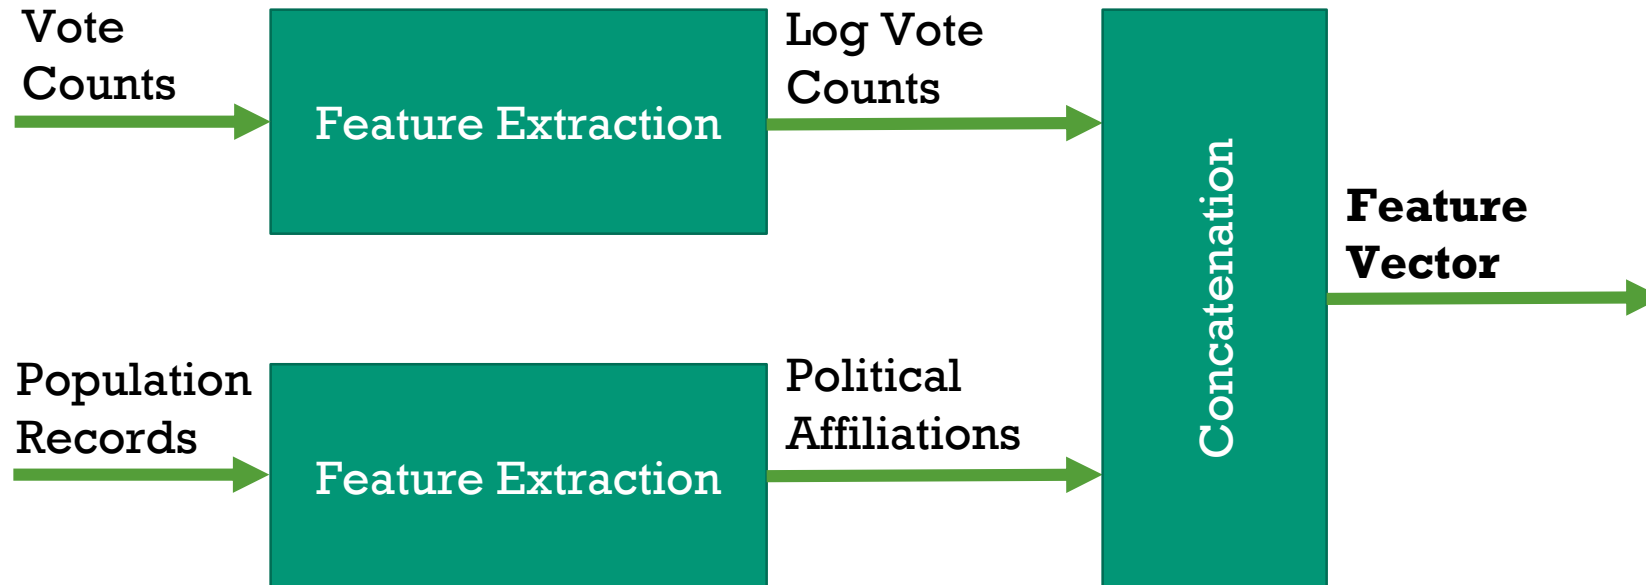 Vote
Counts
Feature Extraction
Log Vote
Counts
Concatenation
Feature
Vector
Population
Records
Feature Extraction
Political
Affiliations